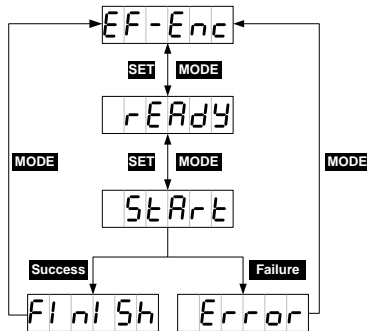 EF-Enc
SET MODE
rEAdy
MODE SET MODE MODE
StArt
Success Failure
FInISh Error